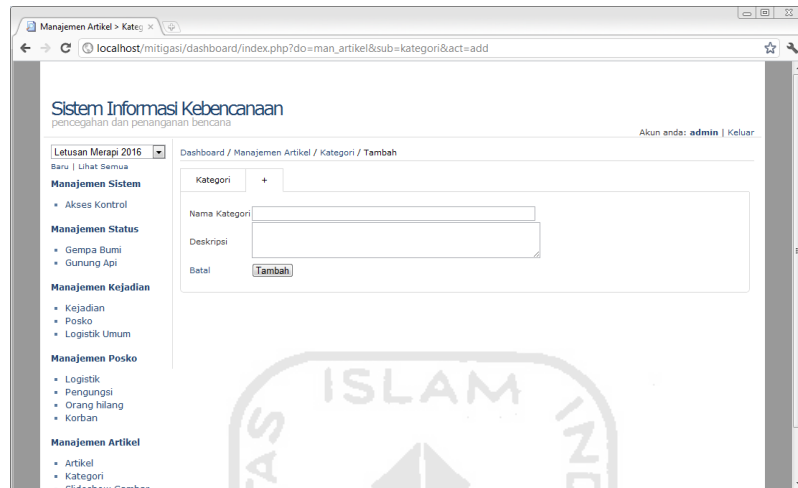 Manajemen Artikel > Kateg
localhost/mitigasi/dashboard/index.php?do=man_artikel&sub=kategori&act=add
Sistem Informasi Kebencanaan
pencegahan dan penanganan bencana
Akun anda: admin | Keluar
Letusan Merapi 2016
Baru | Lihat Semua
Manajemen Sistem
Akses Kontrol
Manajemen Status
Gempa Bumi
Gunung Api
Manajemen Kejadian
Kejadian
Posko
Logistik Umum
Manajemen Posko
Logistik
Pengungsi
Orang hilang
Korban
Manajemen Artikel
Artikel
Kategori
Slideshow Gambar
Dashboard / Manajemen Artikel / Kategori / Tambah
Kategori +
Nama Kategori
Deskripsi
Batal Tambah
ISLAM